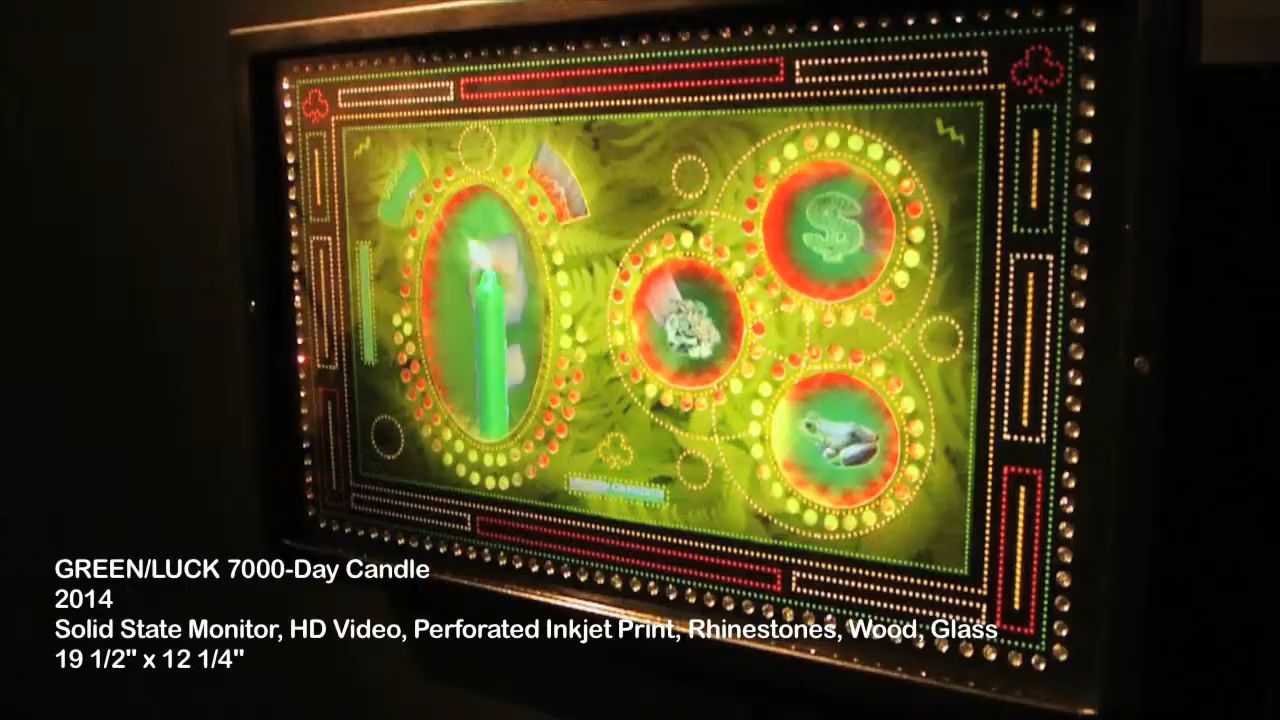 $
GREEN/LUCK 7000-Day Candle
2014
Solid State Monitor, HD Video, Perforated Inkjet Print, Rhinestones, Wood, Glass
19 1/2" x 12 1/4"